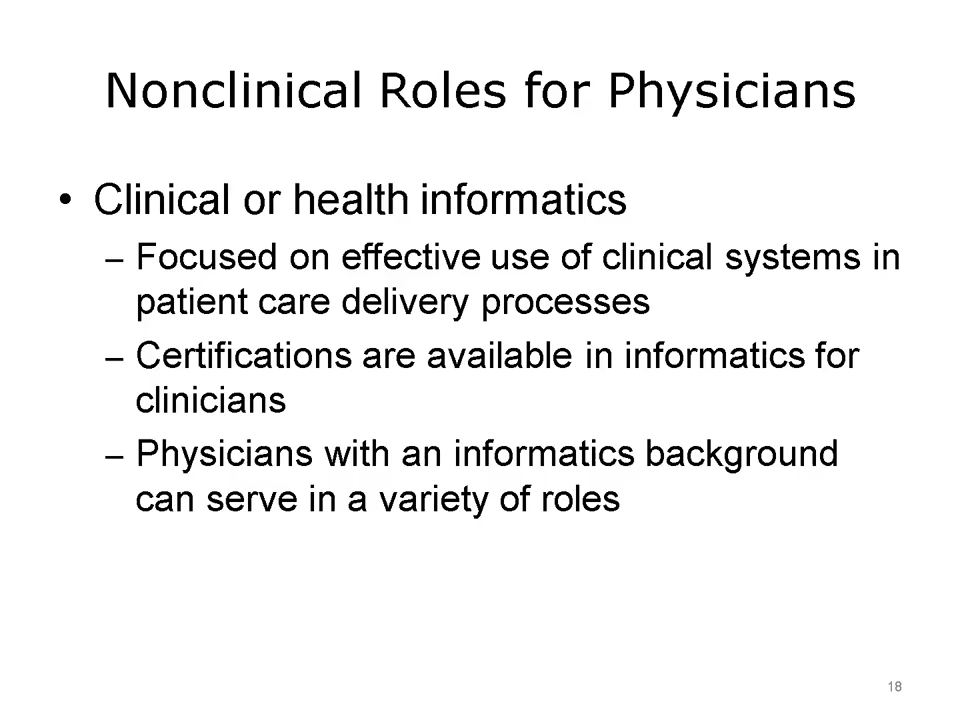 Nonclinical Roles for Physicians
• Clinical or health informatics
– Focused on effective use of clinical systems in
patient care delivery processes
– Certifications are available in informatics for
clinicians
– Physicians with an informatics background
can serve in a variety of roles
18